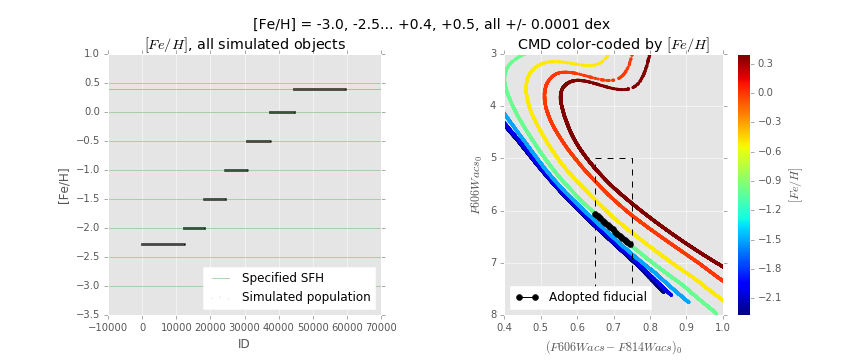 [Fe/H] = -3.0, -2.5... +0.4, +0.5, all +/- 0.0001 dex
[Fe/H], all simulated objects
1.0
0.5
0.0
−0.5
−1.0
−1.5
−2.0
−2.5
−3.0
−3.5
[Fe/H]
Specified SFH
Simulated population
−10000 0 10000 20000 30000 40000 50000 60000 70000
ID
CMD color-coded by [Fe/H]
3
4
5
6
7
8
F606Wacs0
Adopted fiducial
0.4 0.5 0.6 0.7 0.8 0.9 1.0
(F606Wacs − F814Wacs)0
0.3
0.0
−0.3
−0.6
−0.9
−1.2
−1.5
−1.8
−2.1
[Fe/H]